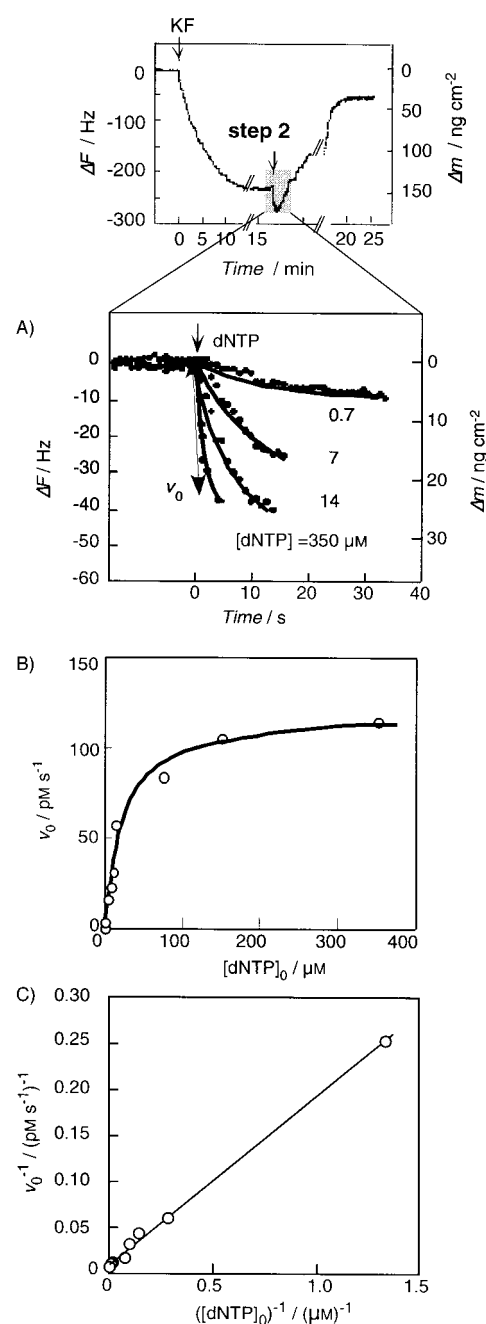 KF
0
-100
-200
-300
ΔF / Hz
step 2
0
50
100
150
Δm / ng cm-2
0 5 10 15 20 25
Time / min
A)
dNTP
0
-10
-20
-30
-40
-50
-60
ΔF / Hz
v0
0.7
7
14
[dNTP] =350 μM
0
10
20
30
Δm / ng cm-2
0 10 20 30 40
Time / s
B)
150
100
50
0
v0 / pM s-1
0 100 200 300 400
[dNTP]0 / μM
C)
0.30
0.25
0.20
0.15
0.10
0.05
0
v0-1 / (pM s-1)-1
0 0.5 1.0 1.5
([dNTP]0)-1 / (μM)-1